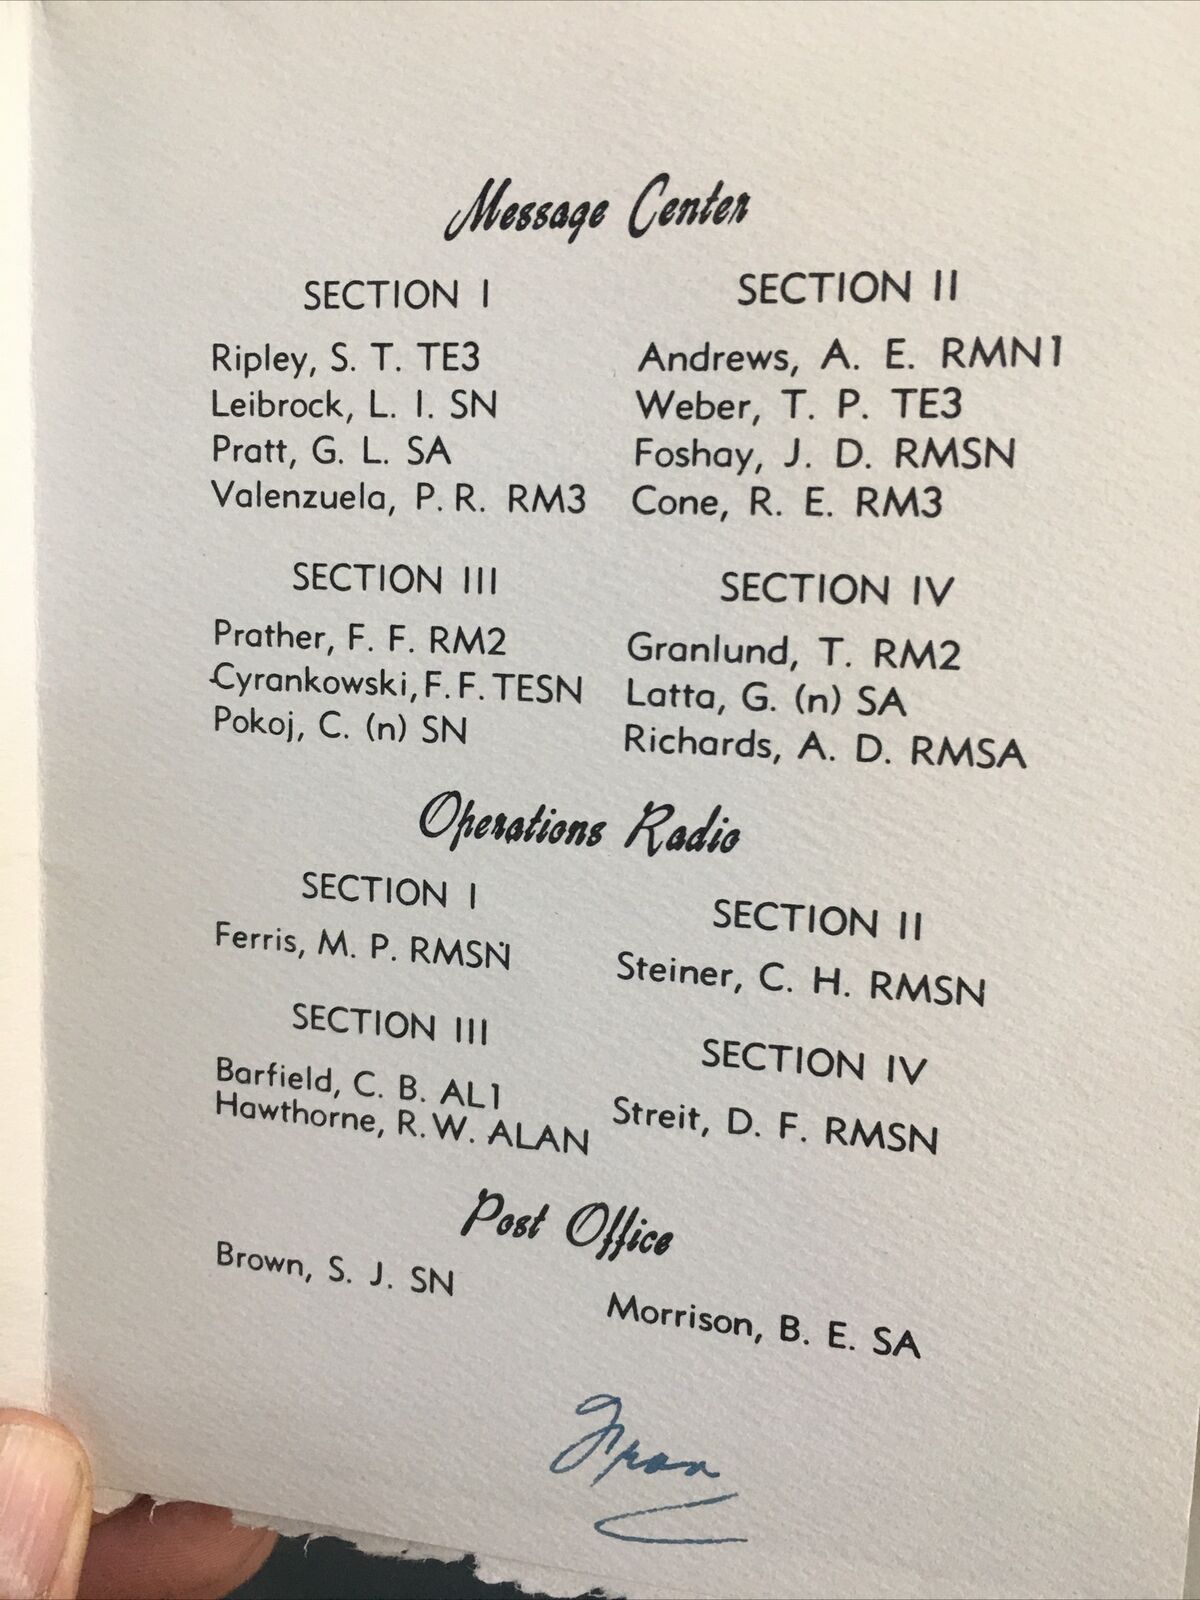 Message Center
SECTION I
Ripley, S. T. TE3
Leibrock, L. I. SN
Pratt, G. L. SA
Valenzuela, P. R. RM3
SECTION II
Andrews, A. E. RMN1
Weber, T. P. TE3
Foshay, J. D. RMSN
Cone, R. E. RM3
SECTION III
Prather, F. F. RM2
Cyrankowski, F. F. TESN
Pokoj, C. (n) SN
SECTION IV
Granlund, T. RM2
Latta, G. (n) SA
Richards, A. D. RMSA
Operations Radio
SECTION I
Ferris, M. P. RMSN
SECTION II
Steiner, C. H. RMSN
SECTION III
Barfield, C. B. AL1
Hawthorne, R. W. ALAN
SECTION IV
Streit, D. F. RMSN
Post Office
Brown, S. J. SN
Morrison, B. E. SA
Fran